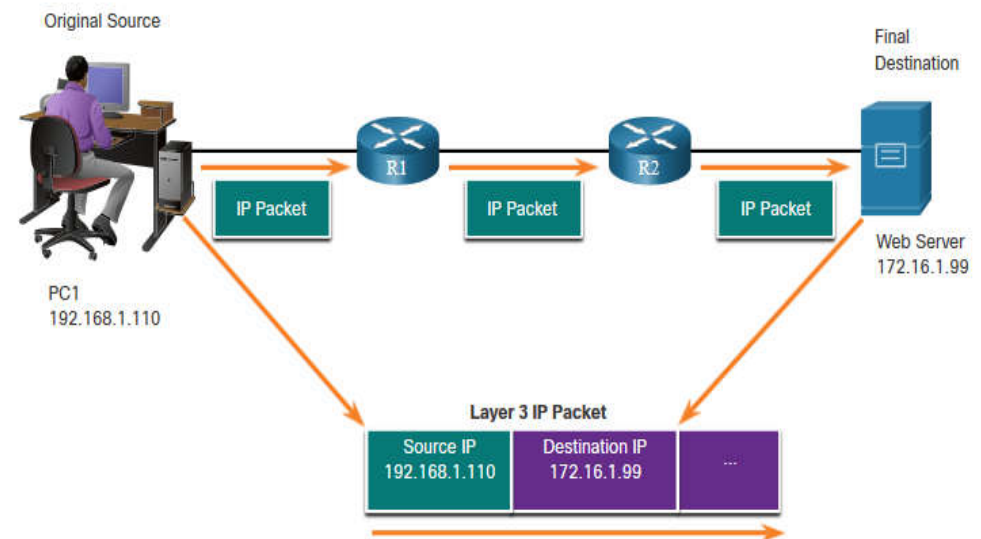 Original Source
Final
Destination
R1
R2
IP Packet
IP Packet
IP Packet
Web Server
172.16.1.99
PC1
192.168.1.110
Layer 3 IP Packet
Source IP
192.168.1.110
Destination IP
172.16.1.99
...